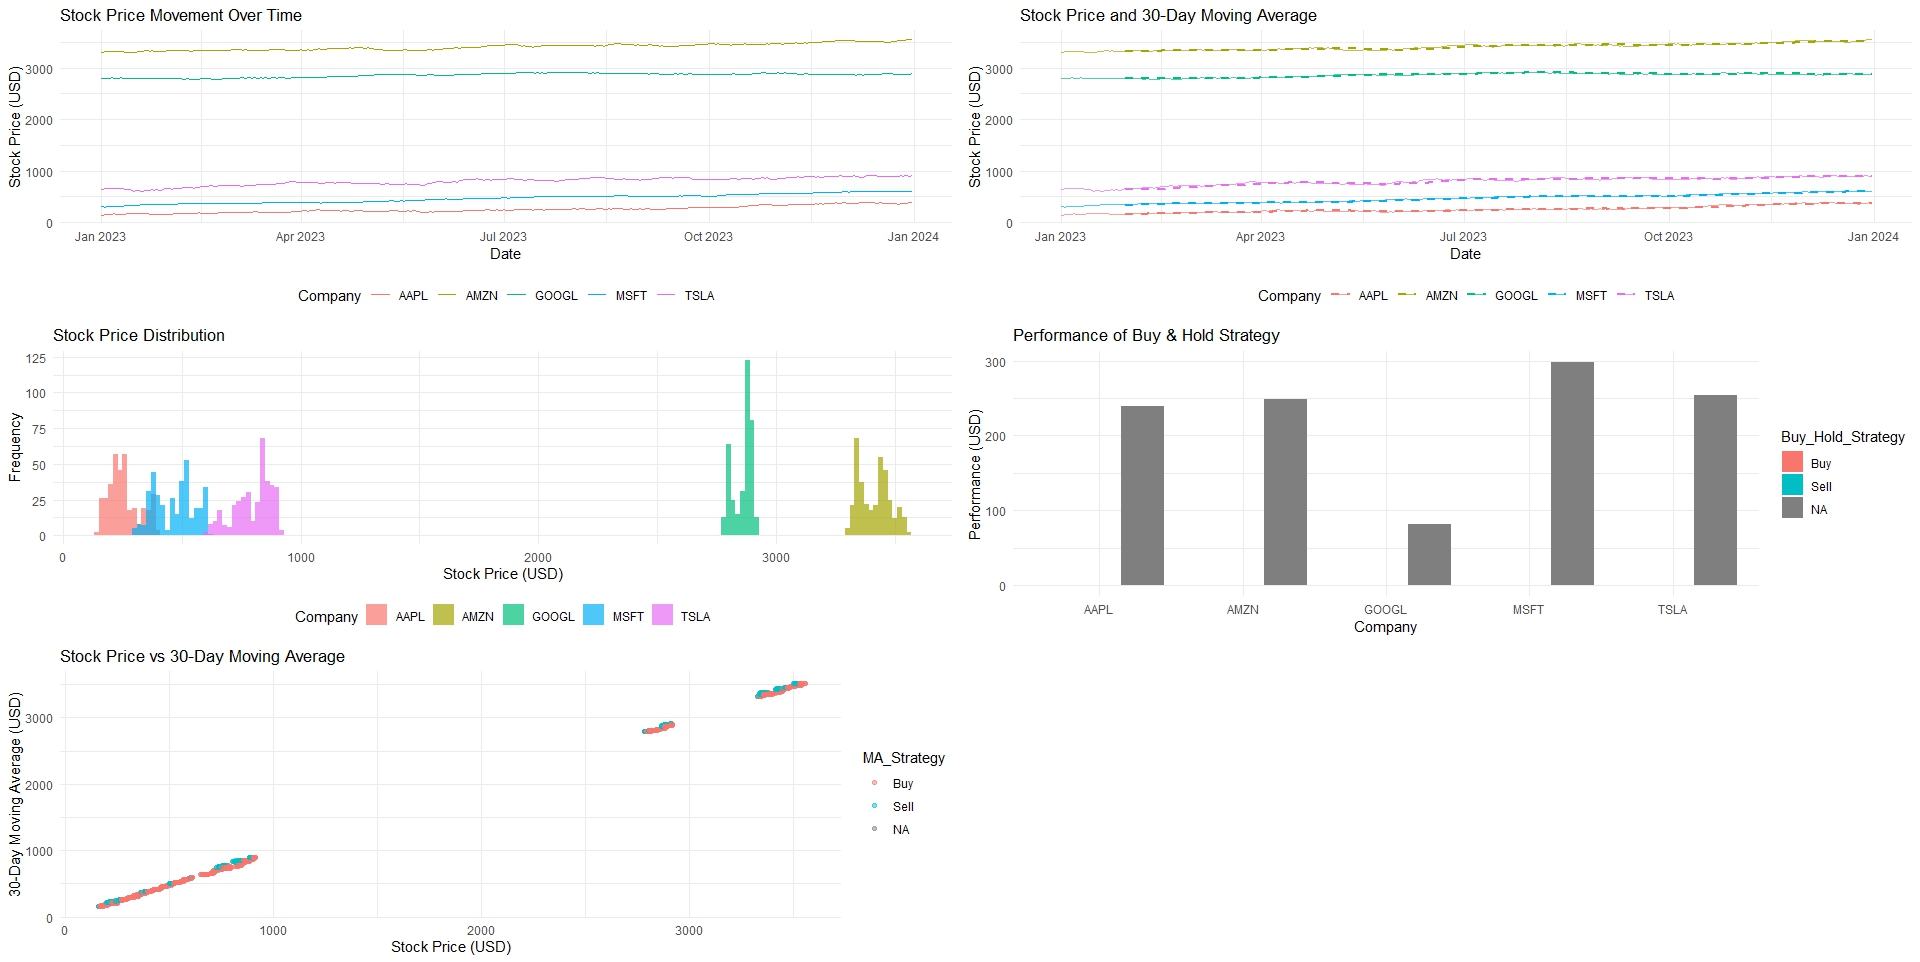 Stock Price Movement Over Time
Stock Price (USD)
3000
2000
1000
0
Jan 2023 Apr 2023 Jul 2023 Oct 2023 Jan 2024
Date
Company AAPL AMZN GOOGL MSFT TSLA
Stock Price and 30-Day Moving Average
Stock Price (USD)
3000
2000
1000
0
Jan 2023 Apr 2023 Jul 2023 Oct 2023 Jan 2024
Date
Company AAPL AMZN GOOGL MSFT TSLA
Stock Price Distribution
Frequency
125
100
75
50
25
0
0 1000 2000 3000
Stock Price (USD)
Company AAPL AMZN GOOGL MSFT TSLA
Performance of Buy & Hold Strategy
Performance (USD)
300
200
100
0
AAPL AMZN GOOGL MSFT TSLA
Company
Buy_Hold_Strategy
Buy
Sell
NA
Stock Price vs 30-Day Moving Average
30-Day Moving Average (USD)
3000
2000
1000
0
0 1000 2000 3000
Stock Price (USD)
MA_Strategy
Buy
Sell
NA